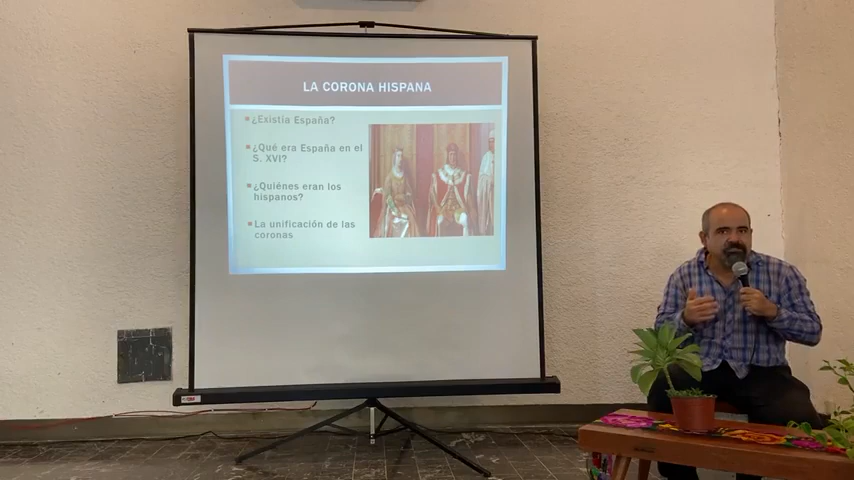 LA CORONA HISPANA
¿Existía España?
¿Qué era España en el
S. XVI?
¿Quiénes eran los
hispanos?
La unificación de las
coronas